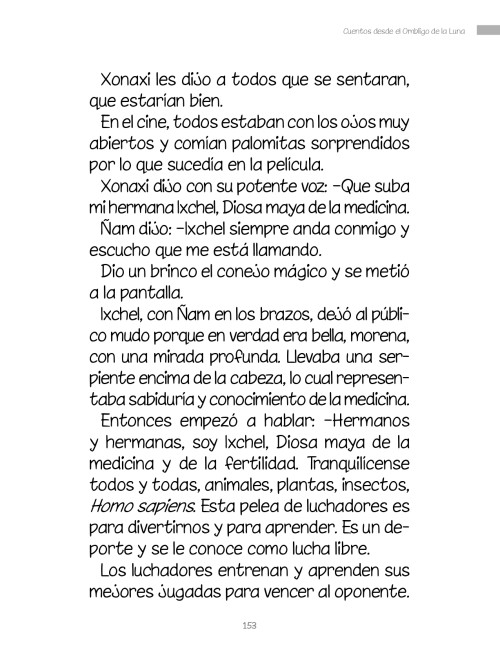 Cuentos desde el Ombligo de la Luna
Xonaxi les dijo a todos que se sentaran,
que estarían bien.
En el cine, todos estaban con los ojos muy
abiertos y comían palomitas sorprendidos
por lo que sucedía en la película.
Xonaxi dijo con su potente voz: –Que suba
mi hermana Ixchel, Diosa maya de la medicina.
Ñam dijo: –Ixchel siempre anda conmigo y
escucho que me está llamando.
Dio un brinco el conejo mágico y se metió
a la pantalla.
Ixchel, con Ñam en los brazos, dejó al públi-
co mudo porque en verdad era bella, morena,
con una mirada profunda. Llevaba una ser-
piente encima de la cabeza, lo cual represen-
taba sabiduría y conocimiento de la medicina.
Entonces empezó a hablar: –Hermanos
y hermanas, soy Ixchel, Diosa maya de la
medicina y de la fertilidad. Tranquilícense
todos y todas, animales, plantas, insectos,
Homo sapiens. Esta pelea de luchadores es
para divertirnos y para aprender. Es un de-
porte y se le conoce como lucha libre.
Los luchadores entrenan y aprenden sus
mejores jugadas para vencer al oponente.
153